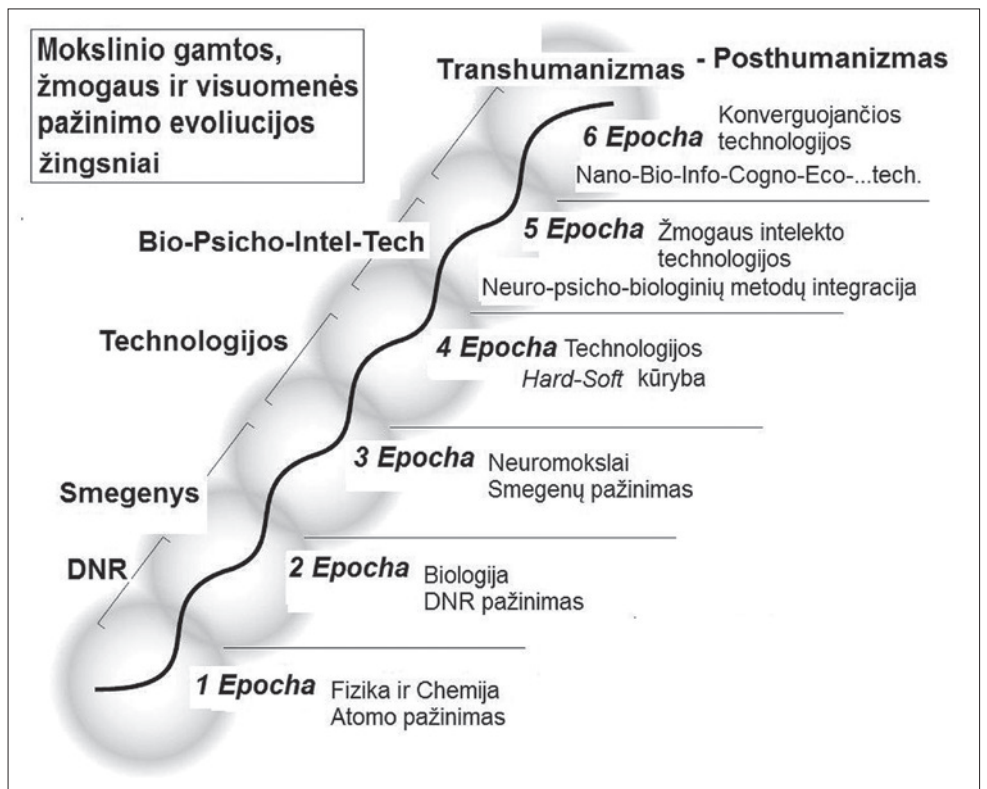 Mokslinio gamtos,
žmogaus ir visuomenės
pažinimo evoliucijos
žingsniai
Transhumanizmas - Posthumanizmas
6 Epocha Konverguojančios
technologijos
Nano-Bio-Info-Cogno-Eco-...tech.
Bio-Psicho-Intel-Tech
5 Epocha Žmogaus intelekto
technologijos
Neuro-psicho-biologinių metodų integracija
Technologijos
4 Epocha Technologijos
Hard-Soft kūryba
3 Epocha Neuromokslai
Smegenų pažinimas
Smegenys
DNR
2 Epocha Biologija
DNR pažinimas
1 Epocha Fizika ir Chemija
Atomo pažinimas